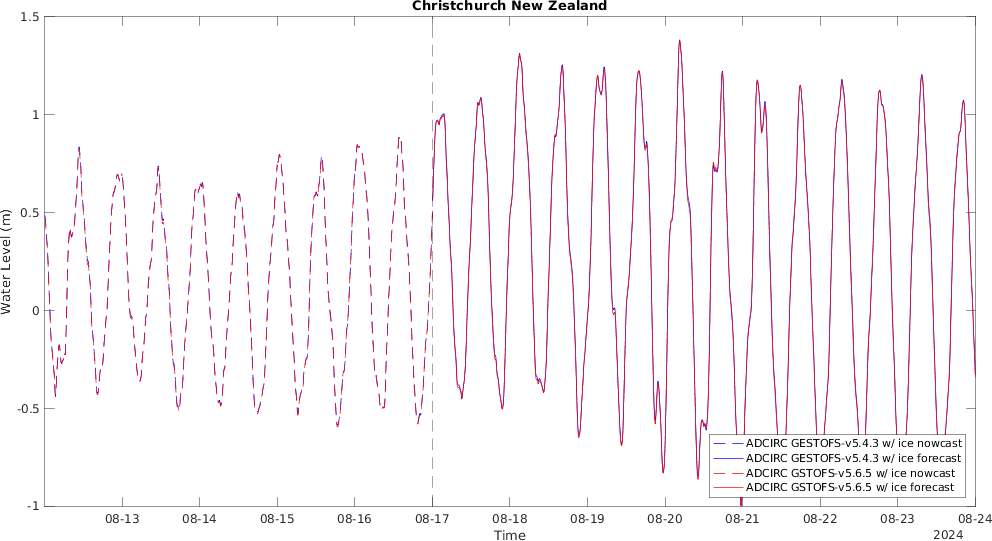 Christchurch New Zealand
1.5
1
0.5
0
-0.5
-1
Water Level (m)
08-13 08-14 08-15 08-16 08-17 08-18 08-19 08-20 08-21 08-22 08-23 08-24
Time
2024
ADCIRC GESTOFS-v5.4.3 w/ ice nowcast
ADCIRC GESTOFS-v5.4.3 w/ ice forecast
ADCIRC GSTOFS-v5.6.5 w/ ice nowcast
ADCIRC GSTOFS-v5.6.5 w/ ice forecast